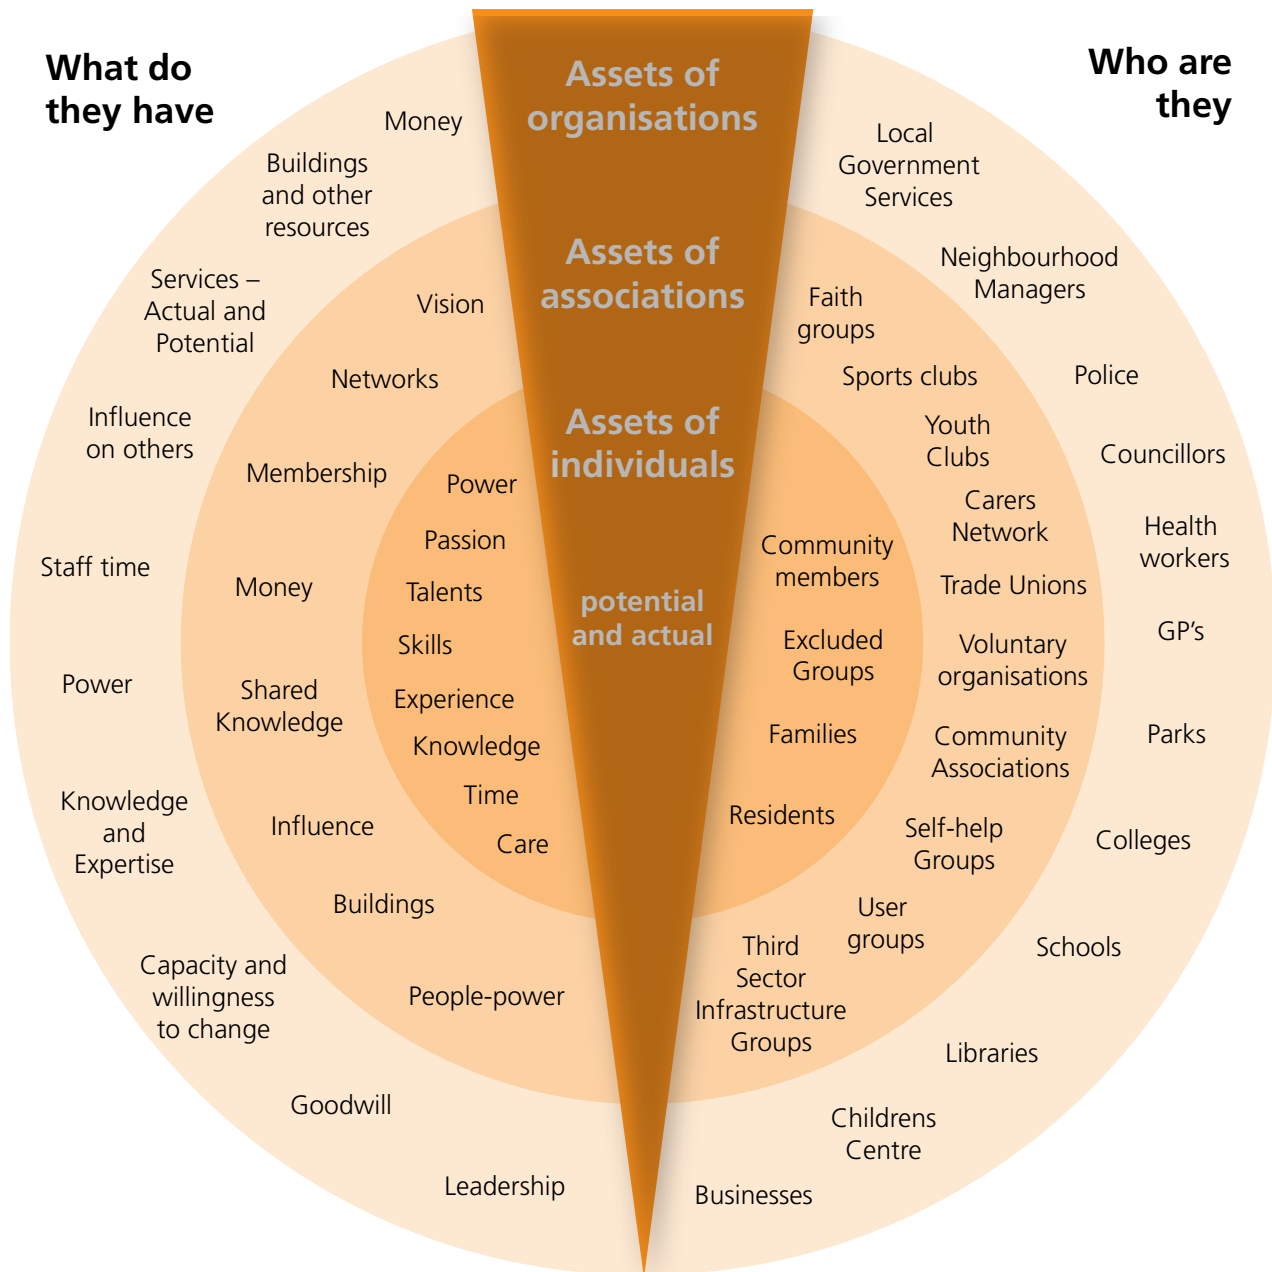 What do
they have
Who are
they
Assets of
organisations
Money
Buildings
and other
resources
Services –
Actual and
Potential
Influence
on others
Staff time
Power
Knowledge
and
Expertise
Capacity and
willingness
to change
Goodwill
Leadership
Local
Government
Services
Neighbourhood
Managers
Police
Councillors
Health
workers
GP’s
Parks
Colleges
Schools
Libraries
Childrens
Centre
Businesses
Assets of
associations
Vision
Networks
Membership
Money
Shared
Knowledge
Influence
Buildings
People-power
Faith
groups
Sports clubs
Youth
Clubs
Carers
Network
Trade Unions
Voluntary
organisations
Community
Associations
Self-help
Groups
User
groups
Third
Sector
Infrastructure
Groups
Assets of
individuals
Power
Passion
Talents
Skills
Experience
Knowledge
Time
Care
potential
and actual
Community
members
Excluded
Groups
Families
Residents